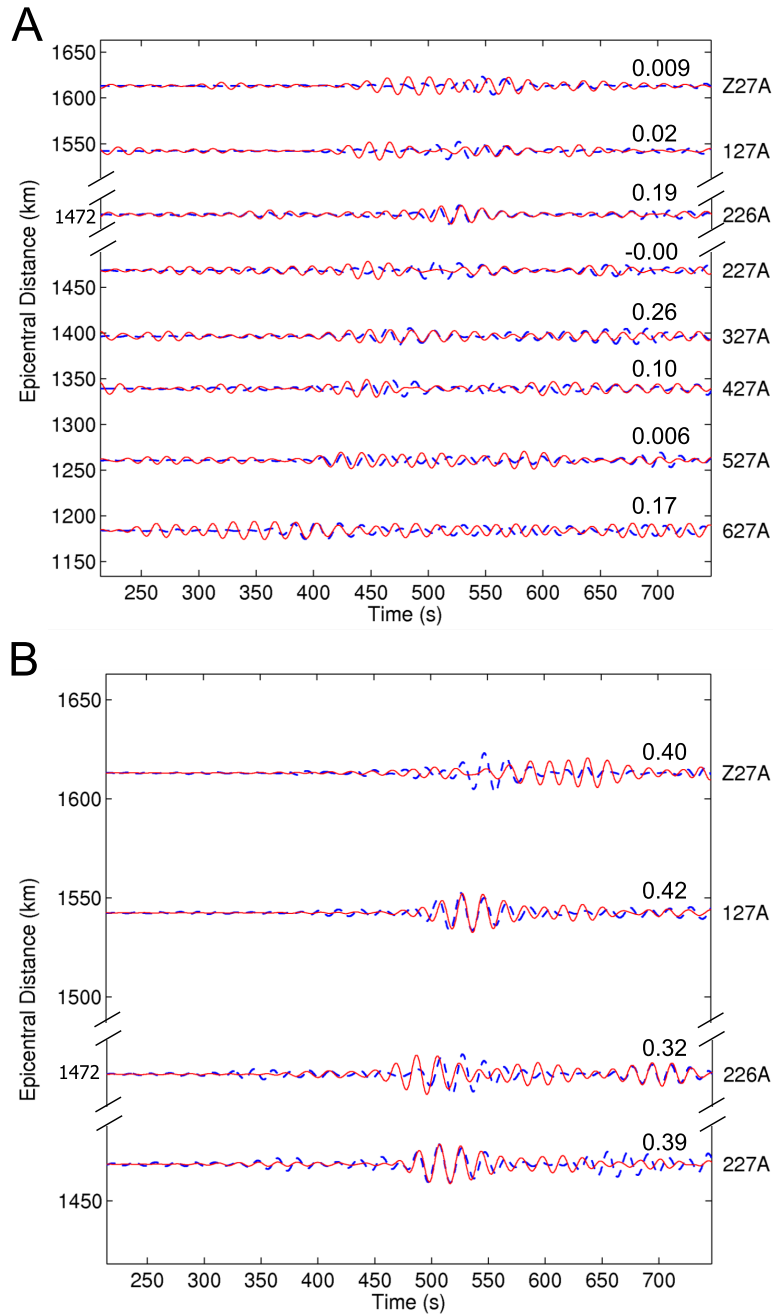 A
1650
0.009
Z27A
1600
0.02
1550
127A
0.19
1472
226A
-0.00
227A
1450
0.26
1400
327A
0.10
1350
427A
1300
0.006
1250
527A
0.17
1200
627A
1150
Epicentral Distance (km)
250 300 350 400 450 500 550 600 650 700
Time (s)
B
1650
0.40
Z27A
1600
0.42
1550
127A
1500
0.32
1472
226A
0.39
227A
1450
Epicentral Distance (km)
250 300 350 400 450 500 550 600 650 700
Time (s)